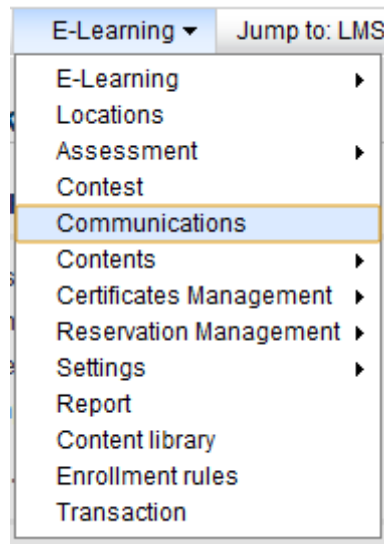 E-Learning ▾ Jump to: LMS
E-Learning
Locations
Assessment
Contest
Communications
Contents
Certificates Management
Reservation Management
Settings
Report
Content library
Enrollment rules
Transaction